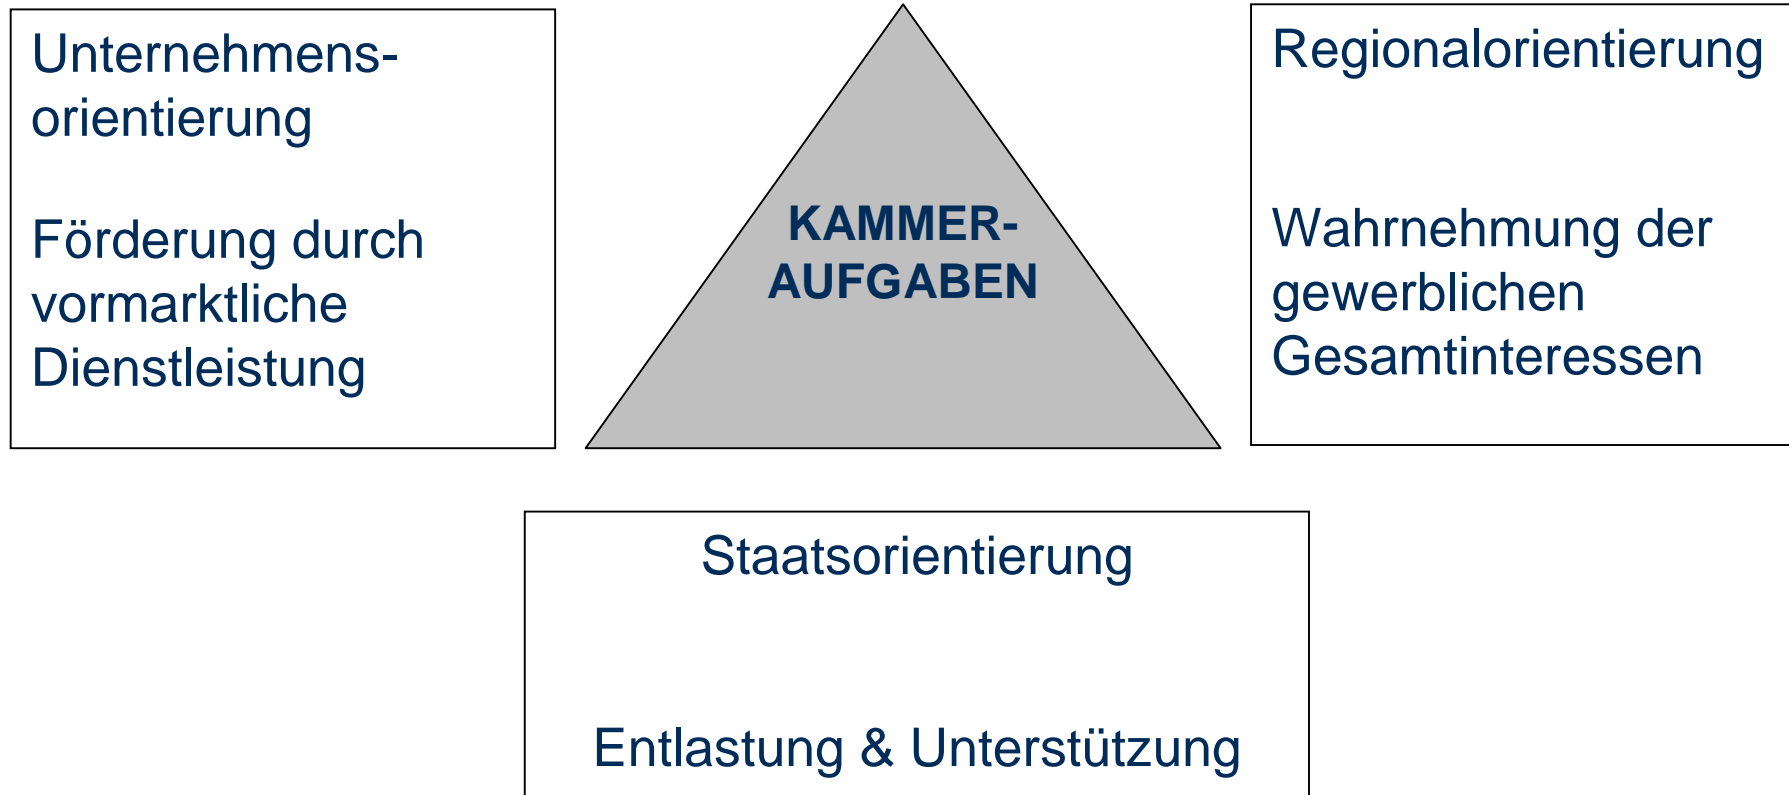 Unternehmens-
orientierung
Förderung durch
vormarktliche
Dienstleistung
KAMMER-
AUFGABEN
Regionalorientierung
Wahrnehmung der
gewerblichen
Gesamtinteressen
Staatsorientierung
Entlastung & Unterstützung